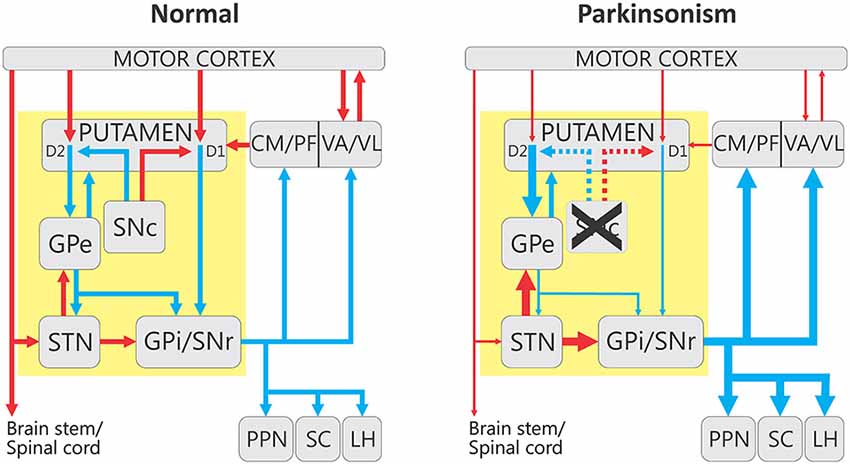 Normal
MOTOR CORTEX
PUTAMEN
D2
D1
CM/PF
VA/VL
SNc
GPe
STN
GPi/SNr
Brain stem/
Spinal cord
PPN
SC
LH
Parkinsonism
MOTOR CORTEX
PUTAMEN
D2
D1
CM/PF
VA/VL
SNc
GPe
STN
GPi/SNr
Brain stem/
Spinal cord
PPN
SC
LH